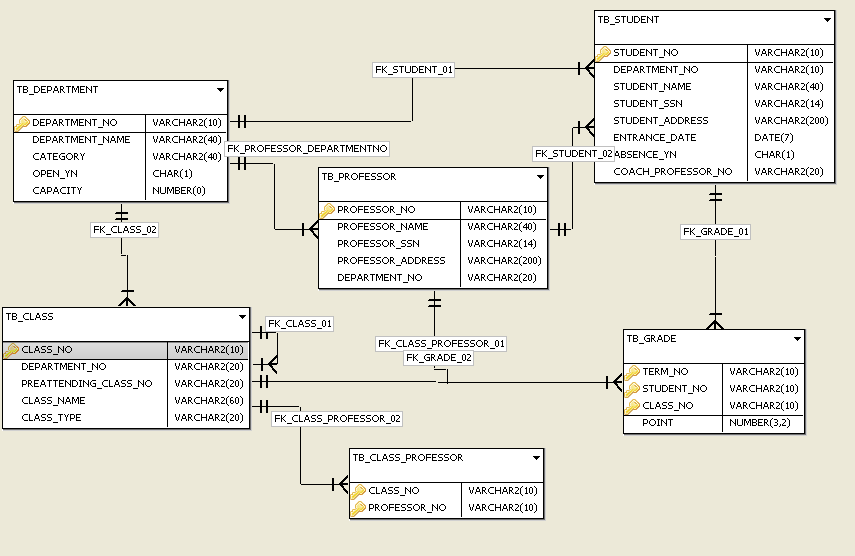 TB_STUDENT
STUDENT_NO VARCHAR2(10)
DEPARTMENT_NO VARCHAR2(10)
STUDENT_NAME VARCHAR2(40)
STUDENT_SSN VARCHAR2(14)
STUDENT_ADDRESS VARCHAR2(200)
ENTRANCE_DATE DATE(7)
ABSENCE_YN CHAR(1)
COACH_PROFESSOR_NO VARCHAR2(20)
FK_STUDENT_01
TB_DEPARTMENT
DEPARTMENT_NO VARCHAR2(10)
DEPARTMENT_NAME VARCHAR2(40)
CATEGORY VARCHAR2(40)
OPEN_YN CHAR(1)
CAPACITY NUMBER(0)
FK_PROFESSOR_DEPARTMENTNO
FK_STUDENT_02
TB_PROFESSOR
PROFESSOR_NO VARCHAR2(10)
PROFESSOR_NAME VARCHAR2(40)
PROFESSOR_SSN VARCHAR2(14)
PROFESSOR_ADDRESS VARCHAR2(200)
DEPARTMENT_NO VARCHAR2(20)
FK_CLASS_02
FK_GRADE_01
TB_CLASS
CLASS_NO VARCHAR2(10)
DEPARTMENT_NO VARCHAR2(20)
PREATTENDING_CLASS_NO VARCHAR2(20)
CLASS_NAME VARCHAR2(60)
CLASS_TYPE VARCHAR2(20)
FK_CLASS_01
FK_CLASS_PROFESSOR_01
FK_GRADE_02
TB_GRADE
TERM_NO VARCHAR2(10)
STUDENT_NO VARCHAR2(10)
CLASS_NO VARCHAR2(10)
POINT NUMBER(3,2)
FK_CLASS_PROFESSOR_02
TB_CLASS_PROFESSOR
CLASS_NO VARCHAR2(10)
PROFESSOR_NO VARCHAR2(10)